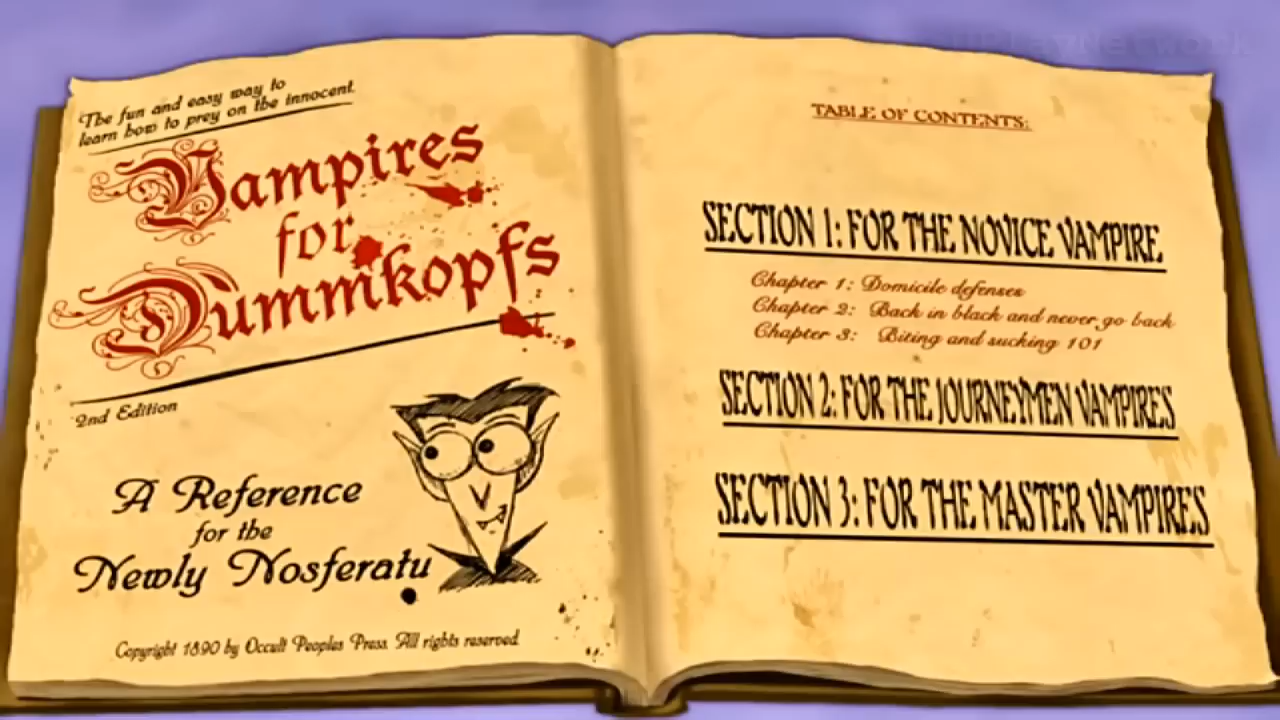 The fun and easy way to
learn how to prey on the innocent.
Vampires
for
Dummkopfs
2nd Edition
A Reference
for the
Newly Nosferatu
Copyright 1890 by Occult Peoples Press. All rights reserved.
TABLE OF CONTENTS:
SECTION 1: FOR THE NOVICE VAMPIRE
Chapter 1: Domicile defenses
Chapter 2: Back in black and never go back
Chapter 3: Biting and sucking 101
SECTION 2: FOR THE JOURNEYMEN VAMPIRES
SECTION 3: FOR THE MASTER VAMPIRES